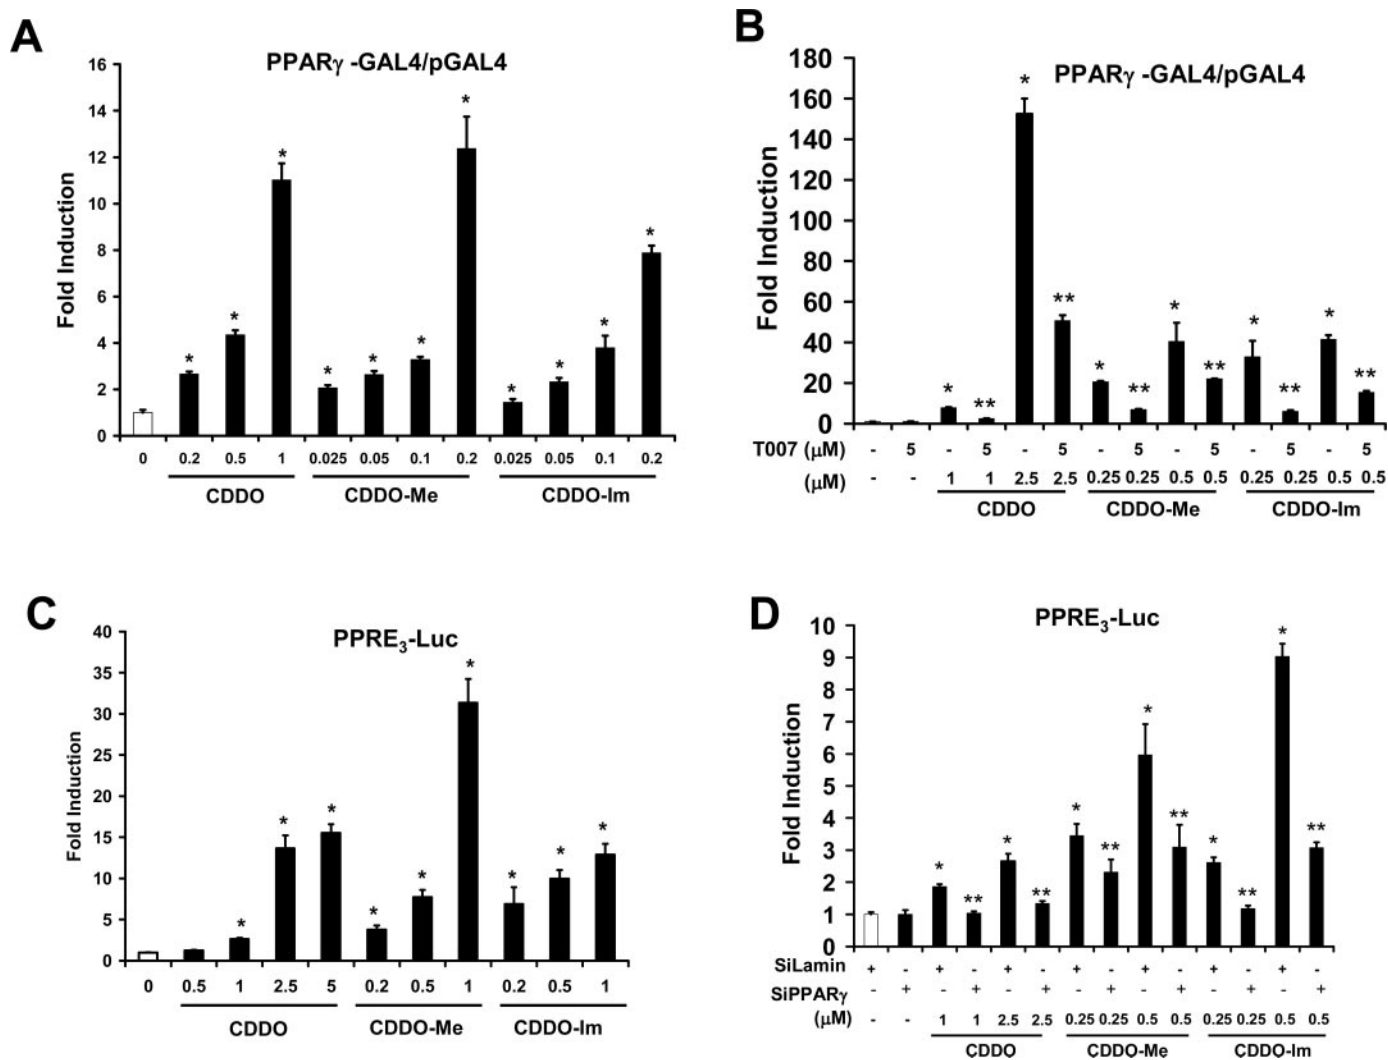 A
PPARγ -GAL4/pGAL4
Fold Induction
16
14
12
10
8
6
4
2
0
* * * * * * * * * * *
0 0.2 0.5 1 0.025 0.05 0.1 0.2 0.025 0.05 0.1 0.2
CDDO CDDO-Me CDDO-Im
B
PPARγ -GAL4/pGAL4
Fold Induction
180
160
140
120
100
80
60
40
20
0
* ** * ** * ** * ** * ** * **
T007 (μM) - 5 - 5 - 5 - 5 - 5 - 5 - 5
(μM) - - 1 1 2.5 2.5 0.25 0.25 0.5 0.5 0.25 0.25 0.5 0.5
CDDO CDDO-Me CDDO-Im
C
PPRE3-Luc
Fold Induction
40
35
30
25
20
15
10
5
0
* * * * * * * * *
0 0.5 1 2.5 5 0.2 0.5 1 0.2 0.5 1
CDDO CDDO-Me CDDO-Im
D
PPRE3-Luc
Fold Induction
10
9
8
7
6
5
4
3
2
1
0
* ** * ** * ** * ** * ** * **
SiLamin + - + - + - + - + - + - + -
SiPPARγ - + - + - + - + - + - + - +
(μM) - - 1 1 2.5 2.5 0.25 0.25 0.5 0.5 0.25 0.25 0.5 0.5
CDDO CDDO-Me CDDO-Im